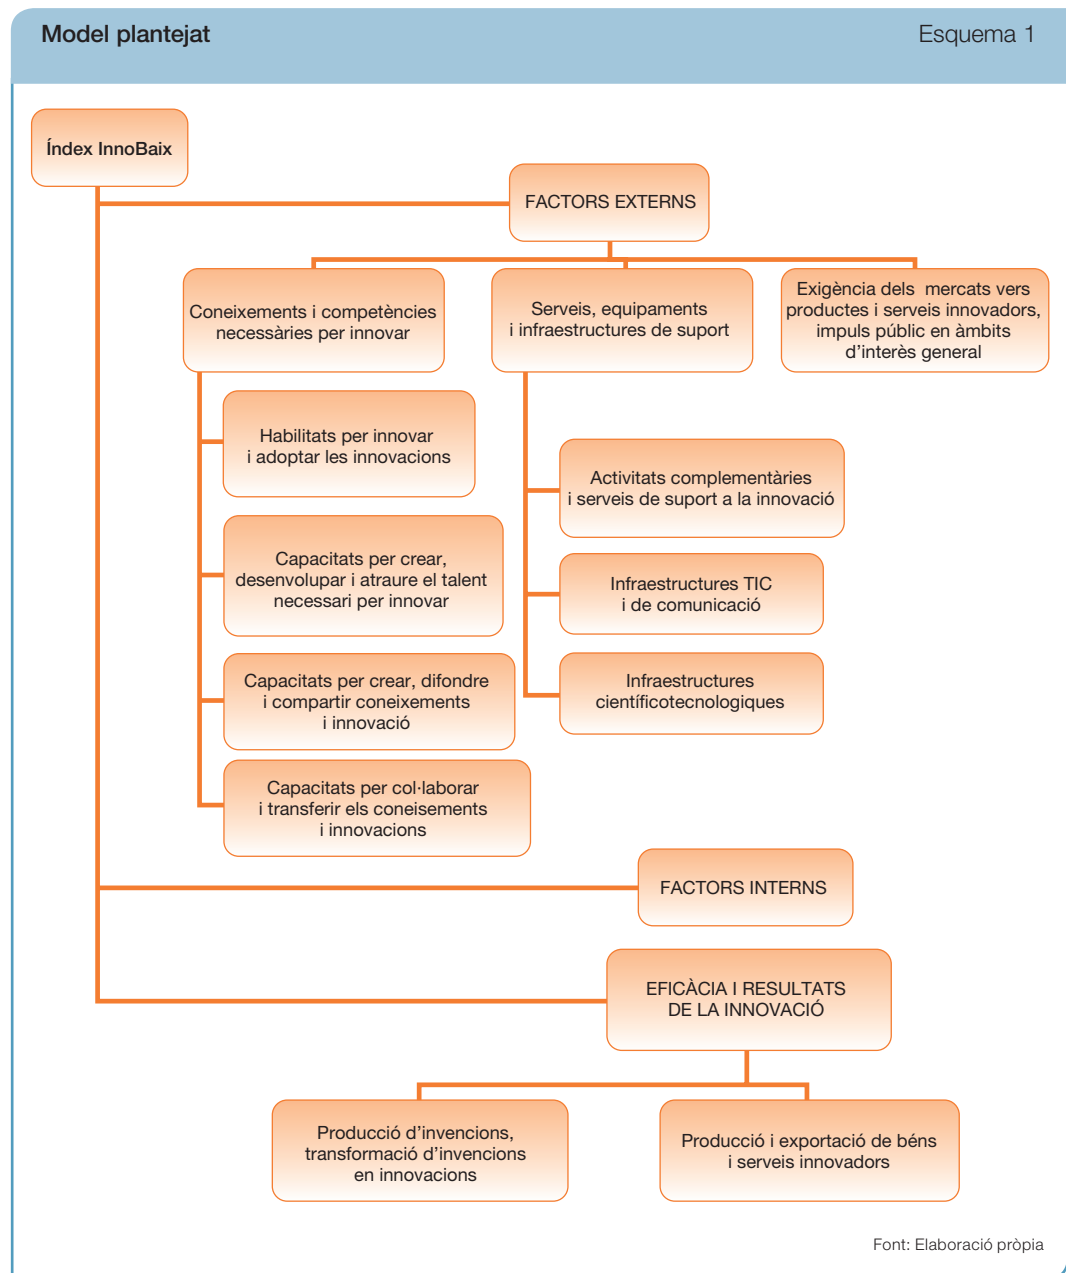 Model plantejat
Esquema 1
Índex InnoBaix
FACTORS EXTERNS
Coneixements i competències
necessàries per innovar
Serveis, equipaments
i infraestructures de suport
Exigència dels mercats vers
productes i serveis innovadors,
impuls públic en àmbits
d'interès general
Habilitats per innovar
i adoptar les innovacions
Capacitats per crear,
desenvolupar i atraure el talent
necessari per innovar
Capacitats per crear, difondre
i compartir coneixements
i innovació
Capacitats per col·laborar
i transferir els coneisements
i innovacions
Activitats complementàries
i serveis de suport a la innovació
Infraestructures TIC
i de comunicació
Infraestructures
científicotecnologiques
FACTORS INTERNS
EFICÀCIA I RESULTATS
DE LA INNOVACIÓ
Producció d'invencions,
transformació d'invencions
en innovacions
Producció i exportació de béns
i serveis innovadors
Font: Elaboració pròpia